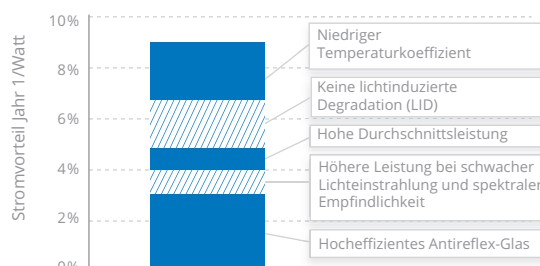 Stromvorteil Jahr 1/Watt
10%
8%
6%
4%
2%
0%
Niedriger
Temperaturkoeffizient
Keine lichtinduzierte
Degradation (LID)
Hohe Durchschnittsleistung
Höhere Leistung bei schwacher
Lichteinstrahlung und spektraler
Empfindlichkeit
Hocheffizientes Antireflex-Glas